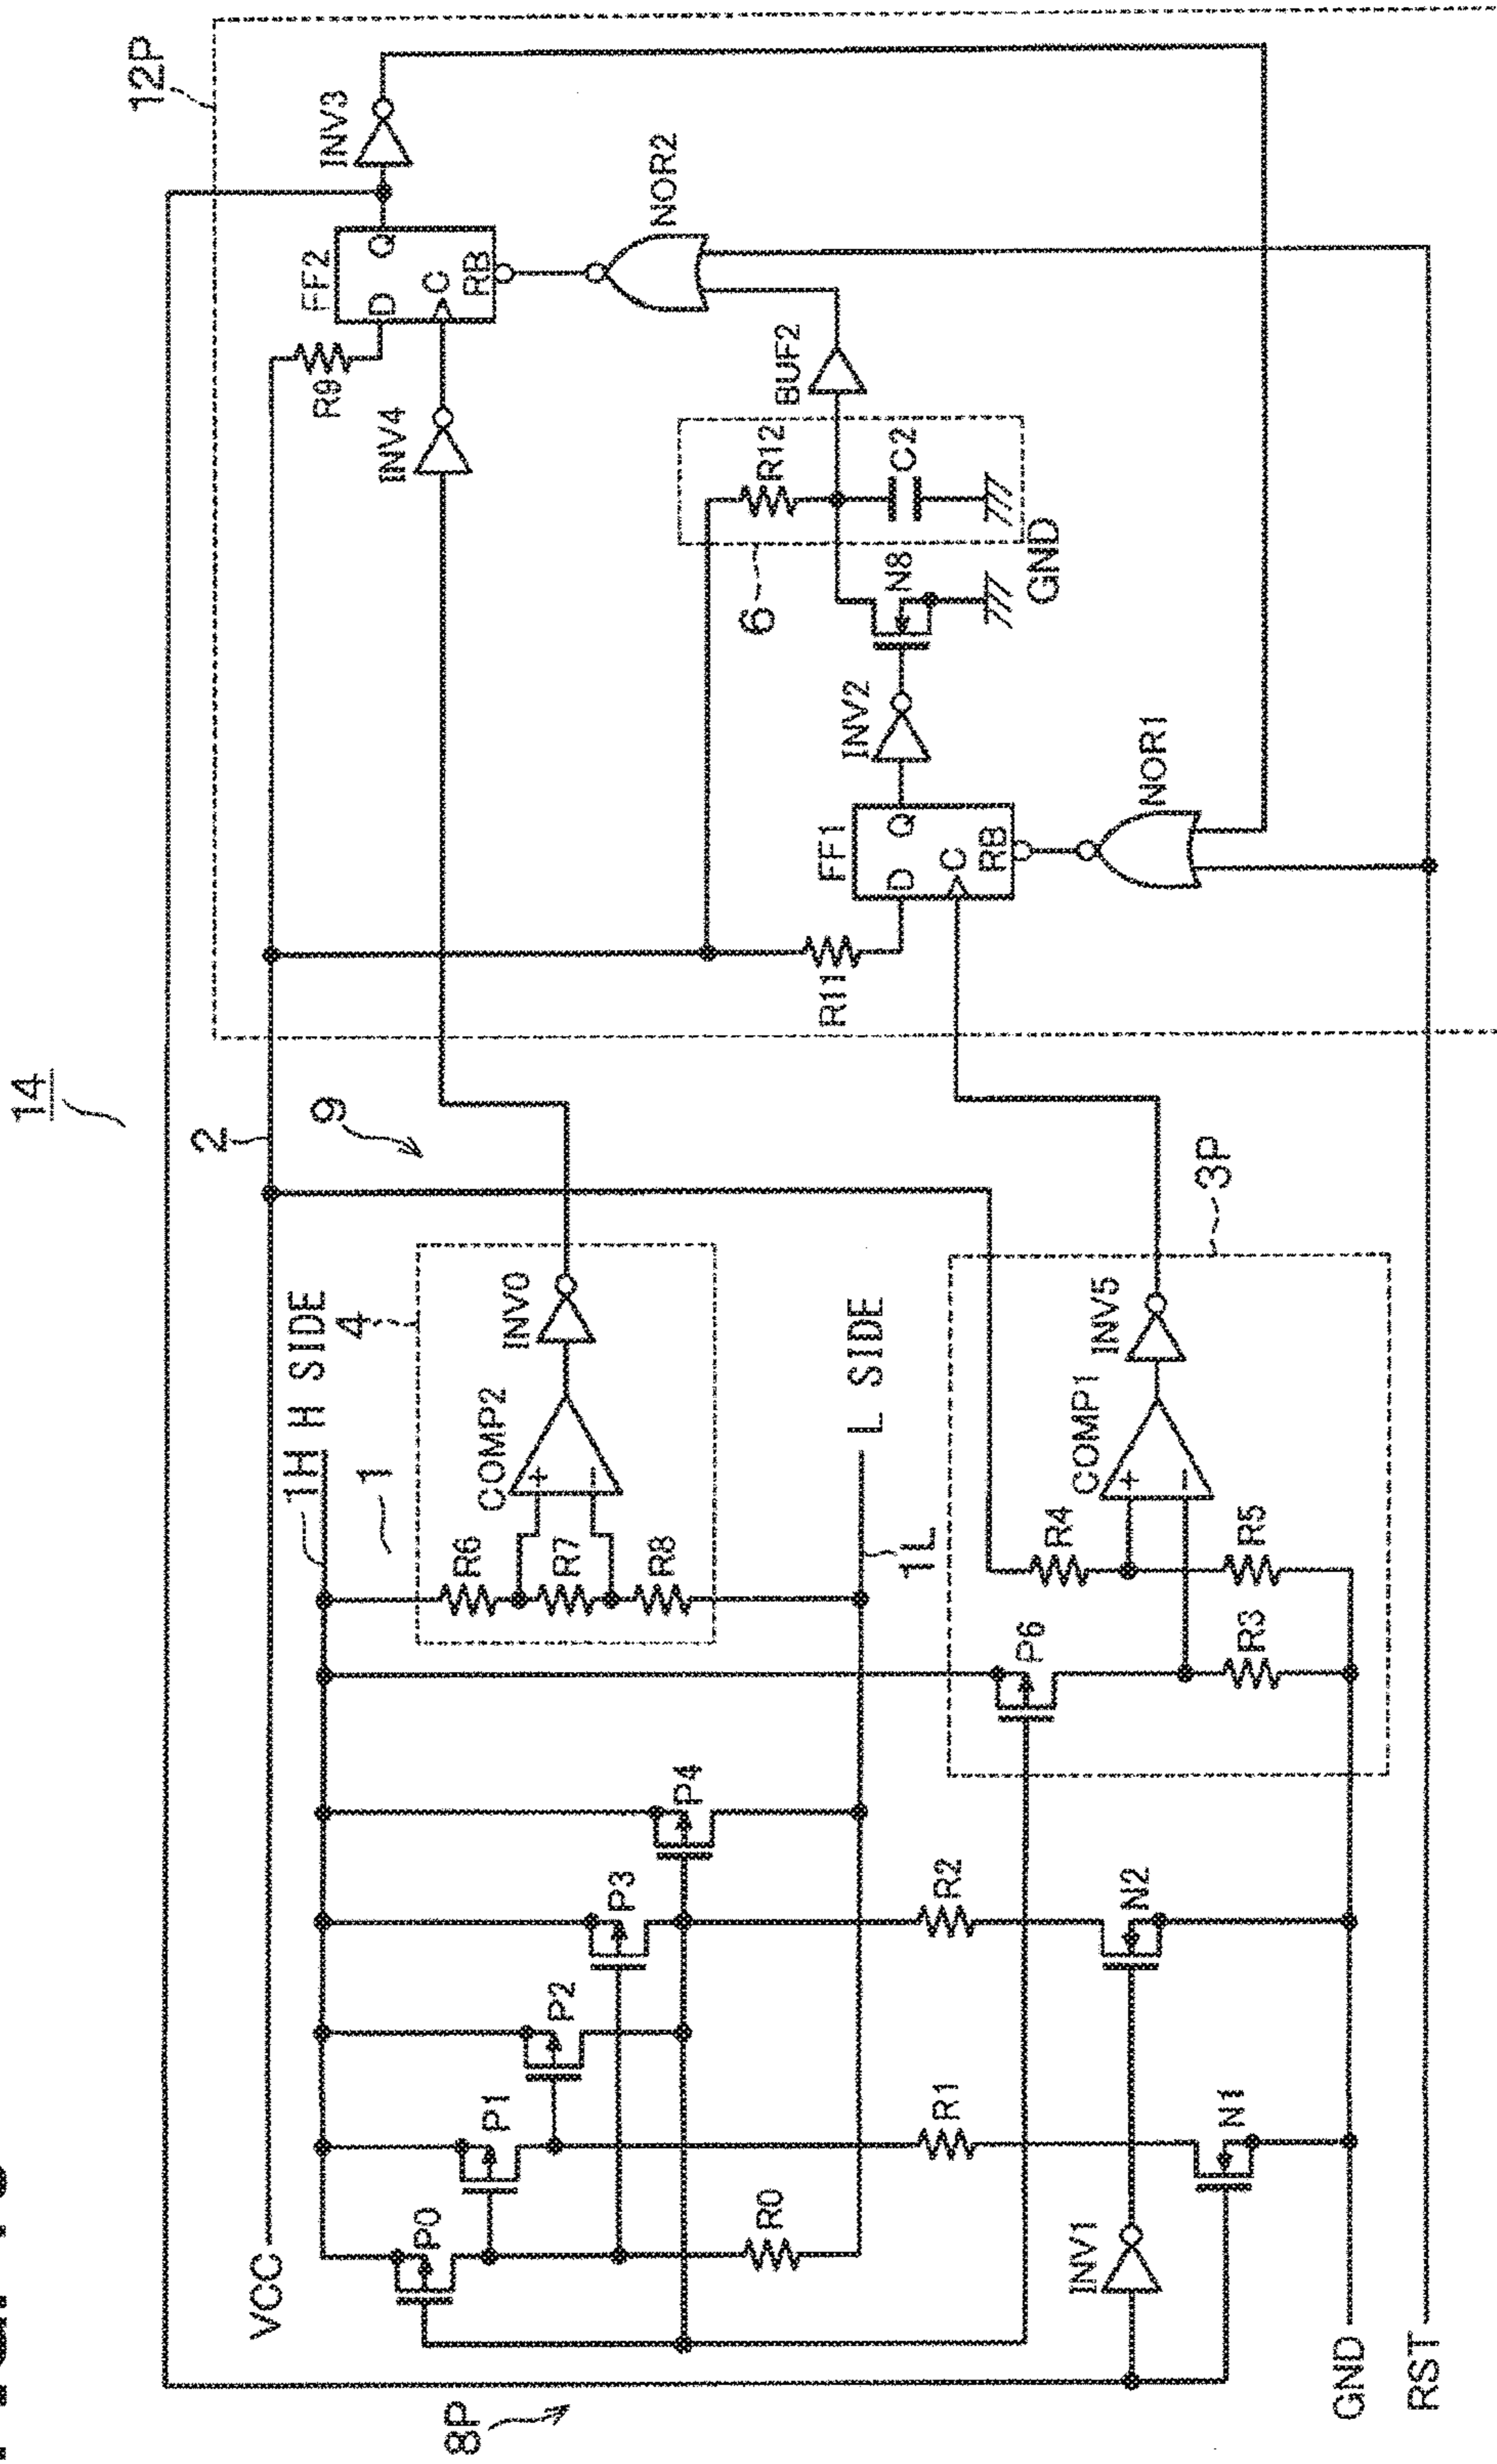 14
12P
INV3
FF2
D
Q
C
RB
R9
INV4
NOR2
BUF2
R12
C2
6
N8
GND
INV2
FF1
D
Q
C
RB
NOR1
R11
2
9
1H
H SIDE
1
4
INV0
COMP2
+
−
R6
R7
R8
L SIDE
1L
3P
INV5
COMP1
+
−
R4
R5
P6
R3
P4
P3
P2
P1
P0
R2
R1
R0
N2
N1
INV1
VCC
8P
GND
RST